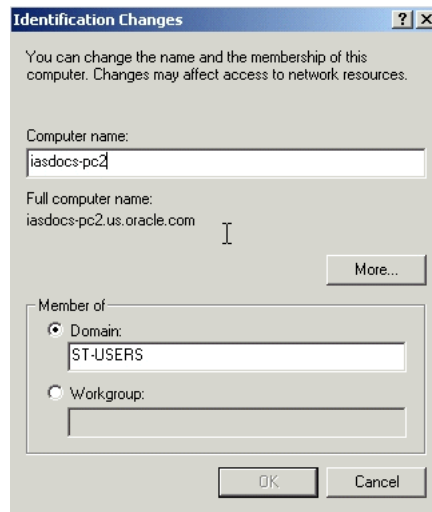 Identification Changes
You can change the name and the membership of this
computer. Changes may affect access to network resources.
Computer name:
iasdocs-pc2
Full computer name:
iasdocs-pc2.us.oracle.com
More...
Member of
Domain:
ST-USERS
Workgroup:
OK Cancel